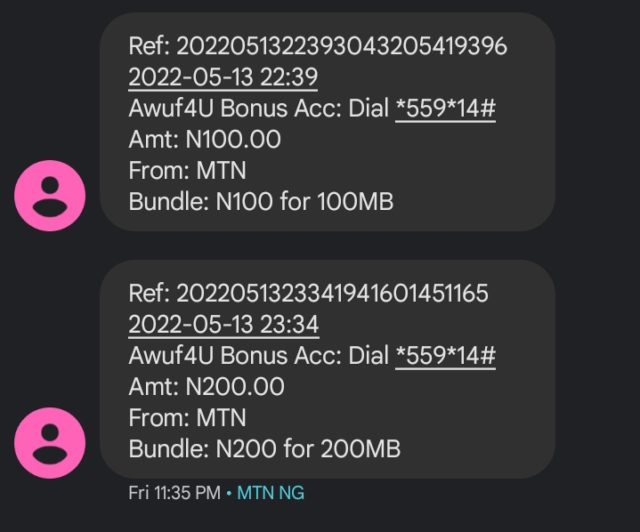 Ref: 2022051322393043205419396
2022-05-13 22:39
Awuf4U Bonus Acc: Dial *559*14#
Amt: N100.00
From: MTN
Bundle: N100 for 100MB
Ref: 2022051323341941601451165
2022-05-13 23:34
Awuf4U Bonus Acc: Dial *559*14#
Amt: N200.00
From: MTN
Bundle: N200 for 200MB
Fri 11:35 PM • MTN NG